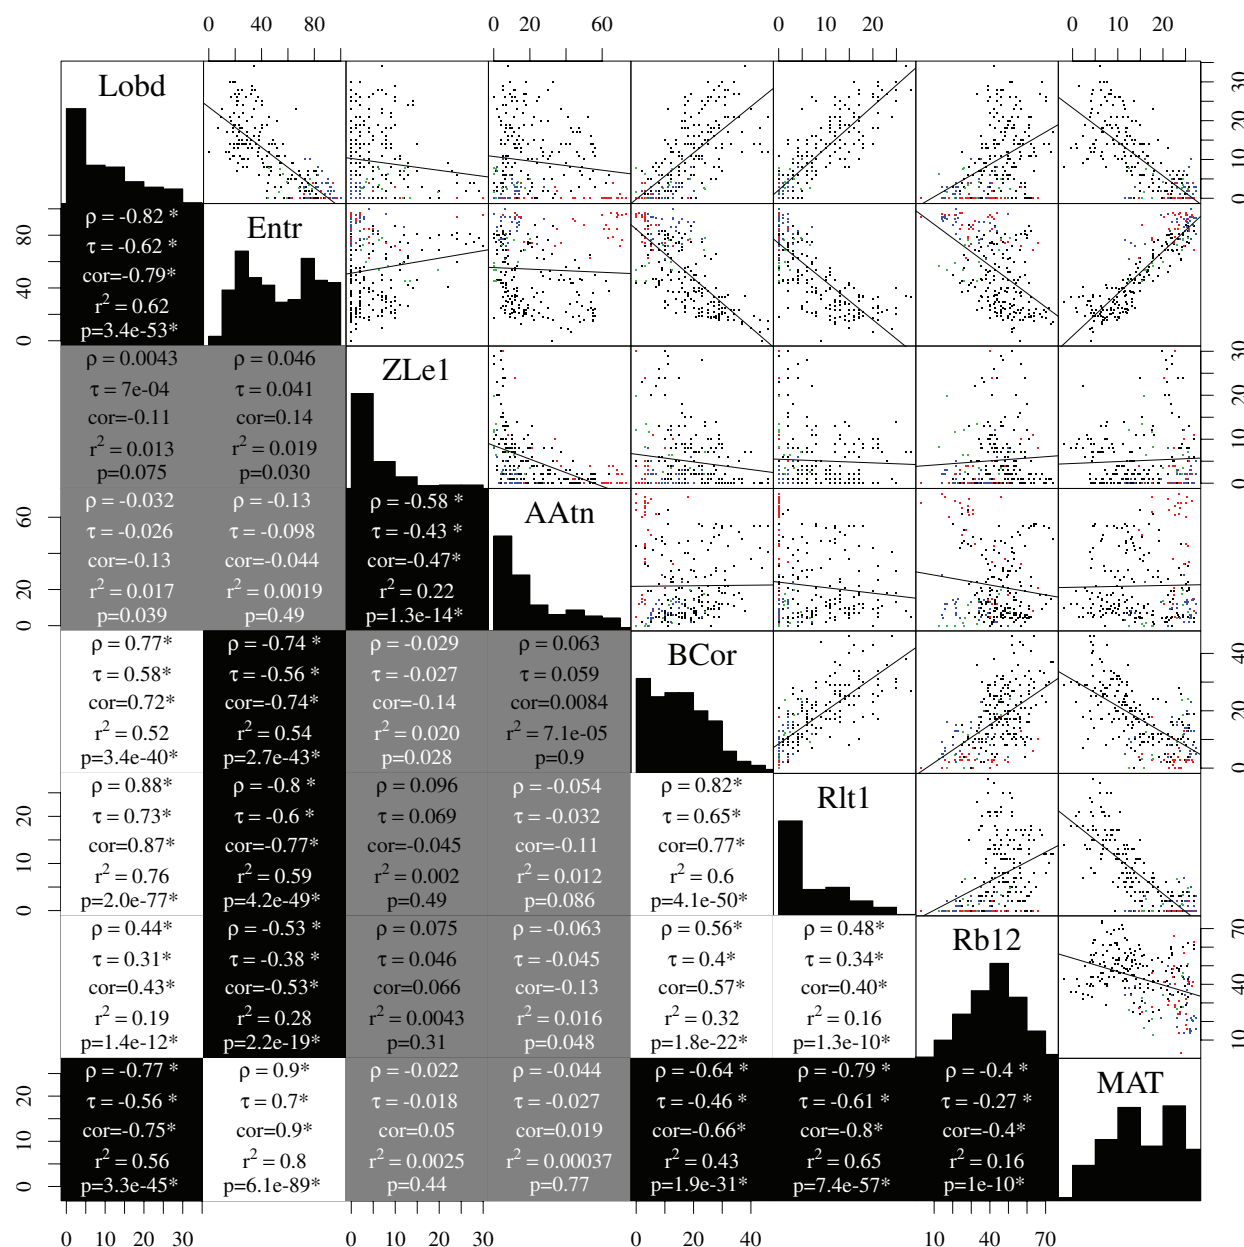 0 40 80
0 20 60
0 10 20
0 10 20
Lobd
0 10 20 30
ρ = -0.82 *
τ = -0.62 *
cor=-0.79*
r² = 0.62
p=3.4e-53*
Entr
0 40 80
ρ = 0.0043
τ = 7e-04
cor=-0.11
r² = 0.013
p=0.075
ρ = 0.046
τ = 0.041
cor=0.14
r² = 0.019
p=0.030
ZLe1
0 10 20 30
ρ = -0.032
τ = -0.026
cor=-0.13
r² = 0.017
p=0.039
ρ = -0.13
τ = -0.098
cor=-0.044
r² = 0.0019
p=0.49
ρ = -0.58 *
τ = -0.43 *
cor=-0.47*
r² = 0.22
p=1.3e-14*
AAtn
0 20 60
ρ = 0.77*
τ = 0.58*
cor=0.72*
r² = 0.52
p=3.4e-40*
ρ = -0.74 *
τ = -0.56 *
cor=-0.74*
r² = 0.54
p=2.7e-43*
ρ = -0.029
τ = -0.027
cor=-0.14
r² = 0.020
p=0.028
ρ = 0.063
τ = 0.059
cor=0.0084
r² = 7.1e-05
p=0.9
BCor
0 20 40
ρ = 0.88*
τ = 0.73*
cor=0.87*
r² = 0.76
p=2.0e-77*
ρ = -0.8 *
τ = -0.6 *
cor=-0.77*
r² = 0.59
p=4.2e-49*
ρ = 0.096
τ = 0.069
cor=-0.045
r² = 0.002
p=0.49
ρ = -0.054
τ = -0.032
cor=-0.11
r² = 0.012
p=0.086
ρ = 0.82*
τ = 0.65*
cor=0.77*
r² = 0.6
p=4.1e-50*
Rlt1
0 10 20
ρ = 0.44*
τ = 0.31*
cor=0.43*
r² = 0.19
p=1.4e-12*
ρ = -0.53 *
τ = -0.38 *
cor=-0.53*
r² = 0.28
p=2.2e-19*
ρ = 0.075
τ = 0.046
cor=0.066
r² = 0.0043
p=0.31
ρ = -0.063
τ = -0.045
cor=-0.13
r² = 0.016
p=0.048
ρ = 0.56*
τ = 0.4*
cor=0.57*
r² = 0.32
p=1.8e-22*
ρ = 0.48*
τ = 0.34*
cor=0.40*
r² = 0.16
p=1.3e-10*
Rb12
10 40 70
ρ = -0.77 *
τ = -0.56 *
cor=-0.75*
r² = 0.56
p=3.3e-45*
ρ = 0.9*
τ = 0.7*
cor=0.9*
r² = 0.8
p=6.1e-89*
ρ = -0.022
τ = -0.018
cor=0.05
r² = 0.0025
p=0.44
ρ = -0.044
τ = -0.027
cor=0.019
r² = 0.00037
p=0.77
ρ = -0.64 *
τ = -0.46 *
cor=-0.66*
r² = 0.43
p=1.9e-31*
ρ = -0.79 *
τ = -0.61 *
cor=-0.8*
r² = 0.65
p=7.4e-57*
ρ = -0.4 *
τ = -0.27 *
cor=-0.4*
r² = 0.16
p=1e-10*
MAT
0 10 20
0 10 20 30
0 10 20 30
0 20 40
10 40 70